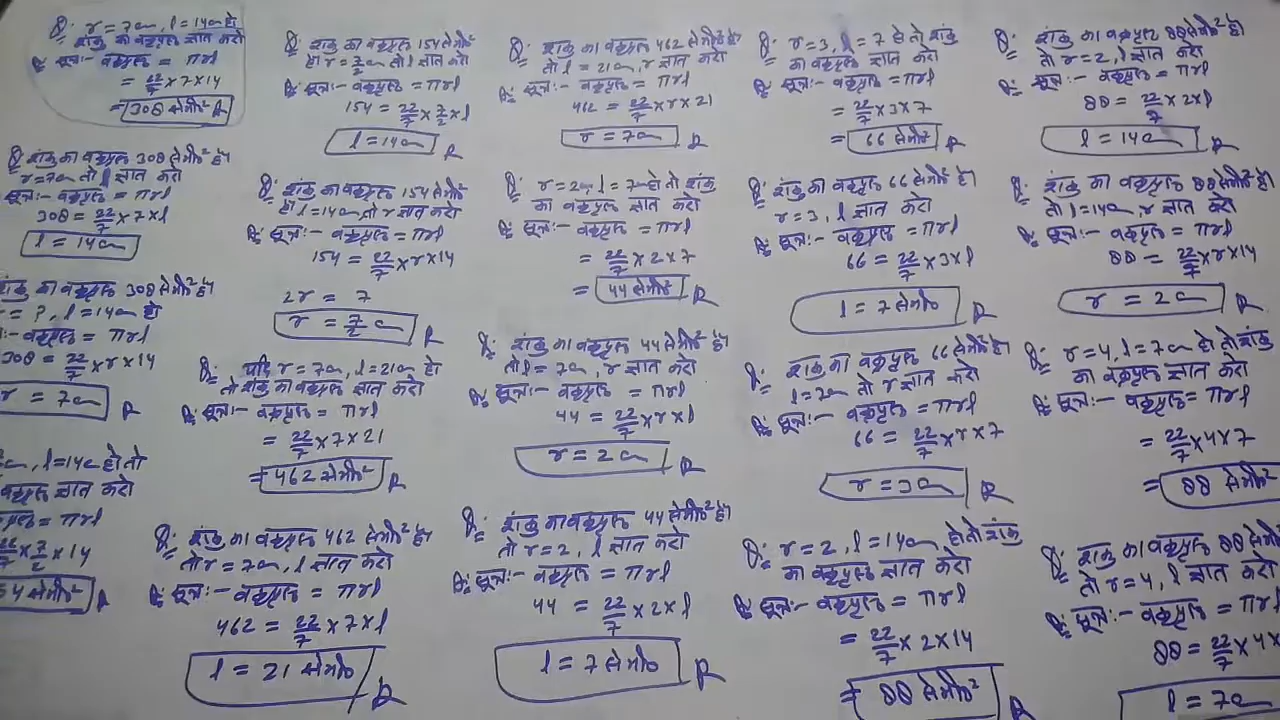 Q: r = 7cm, l = 14cm हो
शंकु का वक्रपृष्ठ ज्ञात करो
सूत्र:- वक्रपृष्ठ = πrl
= 22/7 × 7 × 14
= 308 सेमी² R
Q: शंकु का वक्रपृष्ठ 308 सेमी² है।
r = 7cm तो l ज्ञात करो
सूत्र:- वक्रपृष्ठ = πrl
308 = 22/7 × 7 × l
l = 14cm
शंकु का वक्रपृष्ठ 308 सेमी² है।
= ?, l = 14cm हो
:- वक्रपृष्ठ = πrl
308 = 22/7 × r × 14
r = 7cm R
cm, l = 14cm हो तो
वक्रपृष्ठ ज्ञात करो
= πrl
22/7 × 7/2 × 14
54 सेमी² R
Q: शंकु का वक्रपृष्ठ 154 सेमी²
हो r = 7/2 cm तो l ज्ञात करो
सूत्र:- वक्रपृष्ठ = πrl
154 = 22/7 × 7/2 × l
l = 14cm R
Q: शंकु का वक्रपृष्ठ 154 सेमी²
हो l = 14cm, तो r ज्ञात करो
सूत्र:- वक्रपृष्ठ = πrl
154 = 22/7 × r × 14
2r = 7
r = 7/2 cm R
Q: यदि r = 7cm, l = 21cm हो
तो शंकु का वक्रपृष्ठ ज्ञात करो
सूत्र:- वक्रपृष्ठ = πrl
= 22/7 × 7 × 21
= 462 सेमी² R
Q: शंकु का वक्रपृष्ठ 462 सेमी² है।
तो r = 7cm, l ज्ञात करो
सूत्र:- वक्रपृष्ठ = πrl
462 = 22/7 × 7 × l
l = 21 सेमी R
Q: शंकु का वक्रपृष्ठ 462 सेमी² है।
तो l = 21cm, r ज्ञात करो
सूत्र:- वक्रपृष्ठ = πrl
462 = 22/7 × r × 21
r = 7cm R
Q: r = 2cm, l = 7cm हो तो शंकु
का वक्रपृष्ठ ज्ञात करो
सूत्र:- वक्रपृष्ठ = πrl
= 22/7 × 2 × 7
= 44 सेमी² R
Q: शंकु का वक्रपृष्ठ 44 सेमी² है।
तो l = 7cm, r ज्ञात करो
सूत्र:- वक्रपृष्ठ = πrl
44 = 22/7 × r × l
r = 2cm R
Q: शंकु का वक्रपृष्ठ 44 सेमी² है।
तो r = 2, l ज्ञात करो
सूत्र:- वक्रपृष्ठ = πrl
44 = 22/7 × 2 × l
l = 7 सेमी R
Q: r = 3, l = 7 हो तो शंकु
का वक्रपृष्ठ ज्ञात करो
सूत्र:- वक्रपृष्ठ = πrl
= 22/7 × 3 × 7
= 66 सेमी² R
Q: शंकु का वक्रपृष्ठ 66 सेमी² है।
r = 3, l ज्ञात करो
सूत्र:- वक्रपृष्ठ = πrl
66 = 22/7 × 3 × l
l = 7 सेमी R
Q: शंकु का वक्रपृष्ठ 66 सेमी² है।
l = 7cm तो r ज्ञात करो
सूत्र:- वक्रपृष्ठ = πrl
66 = 22/7 × r × 7
r = 3cm R
Q: r = 2, l = 14cm हो तो शंकु
का वक्रपृष्ठ ज्ञात करो
सूत्र:- वक्रपृष्ठ = πrl
= 22/7 × 2 × 14
= 88 सेमी² R
Q: शंकु का वक्रपृष्ठ 88 सेमी² है।
तो r = 2, l ज्ञात करो
सूत्र:- वक्रपृष्ठ = πrl
88 = 22/7 × 2 × l
l = 14cm R
Q: शंकु का वक्रपृष्ठ 88 सेमी² है।
तो l = 14cm, r ज्ञात करो
सूत्र:- वक्रपृष्ठ = πrl
88 = 22/7 × r × 14
r = 2cm R
Q: r = 4, l = 7cm हो तो शंकु
का वक्रपृष्ठ ज्ञात करो
सूत्र:- वक्रपृष्ठ = πrl
= 22/7 × 4 × 7
= 88 सेमी²
Q: शंकु का वक्रपृष्ठ 88 सेमी²
तो r = 4, l ज्ञात करो
सूत्र:- वक्रपृष्ठ = πrl
88 = 22/7 × 4 ×
l = 7cm